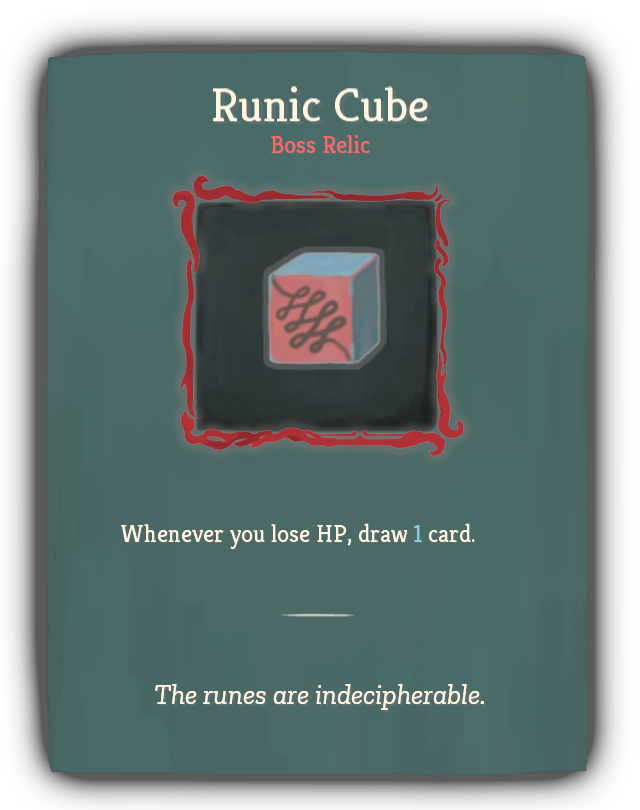 Runic Cube
Boss Relic
Whenever you lose HP, draw 1 card.
The runes are indecipherable.